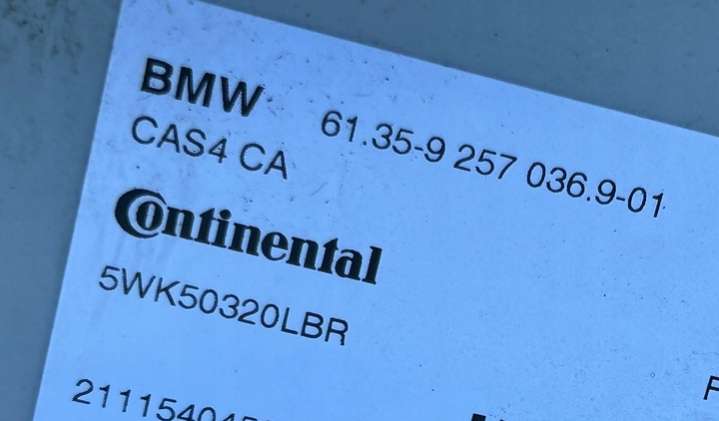 BMW 61.35-9 257 036.9-01
CAS4 CA
Continental
5WK50320LBR